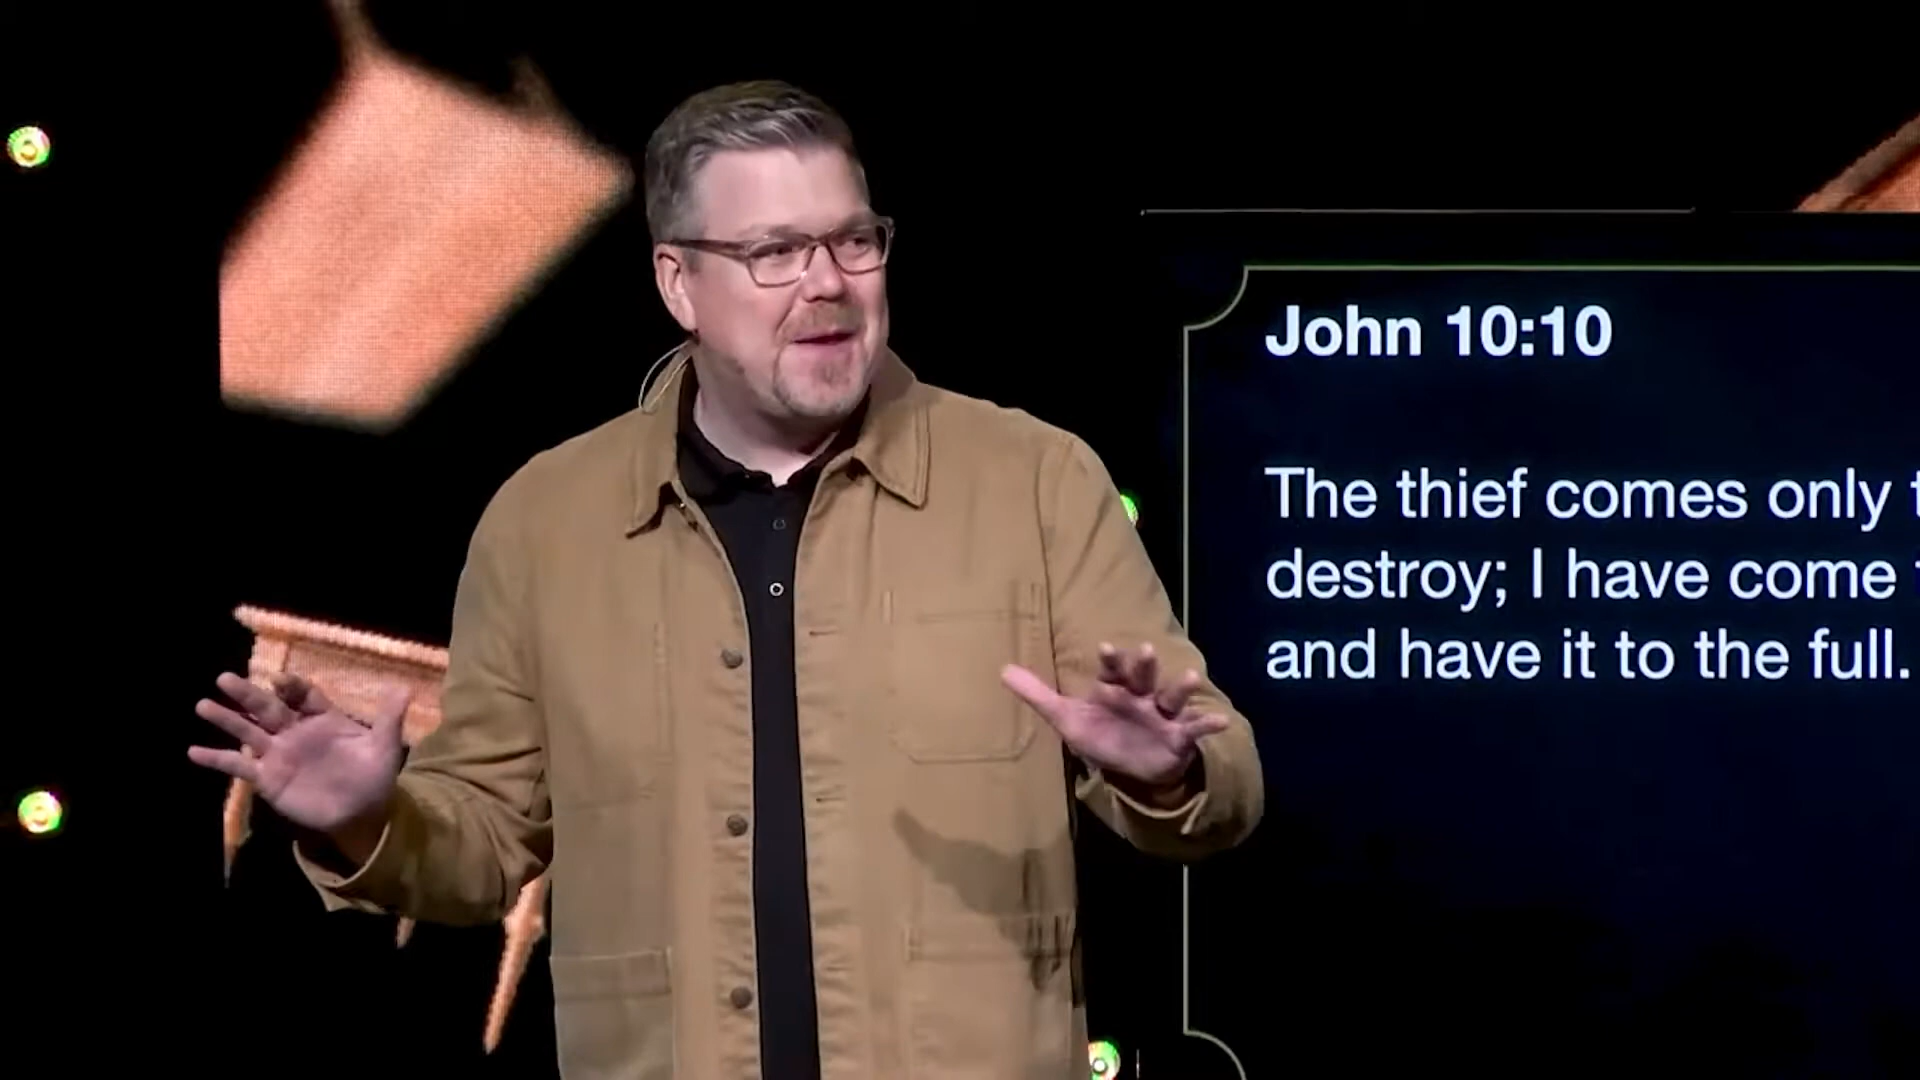 John 10:10
The thief comes only
destroy; I have come
and have it to the full.